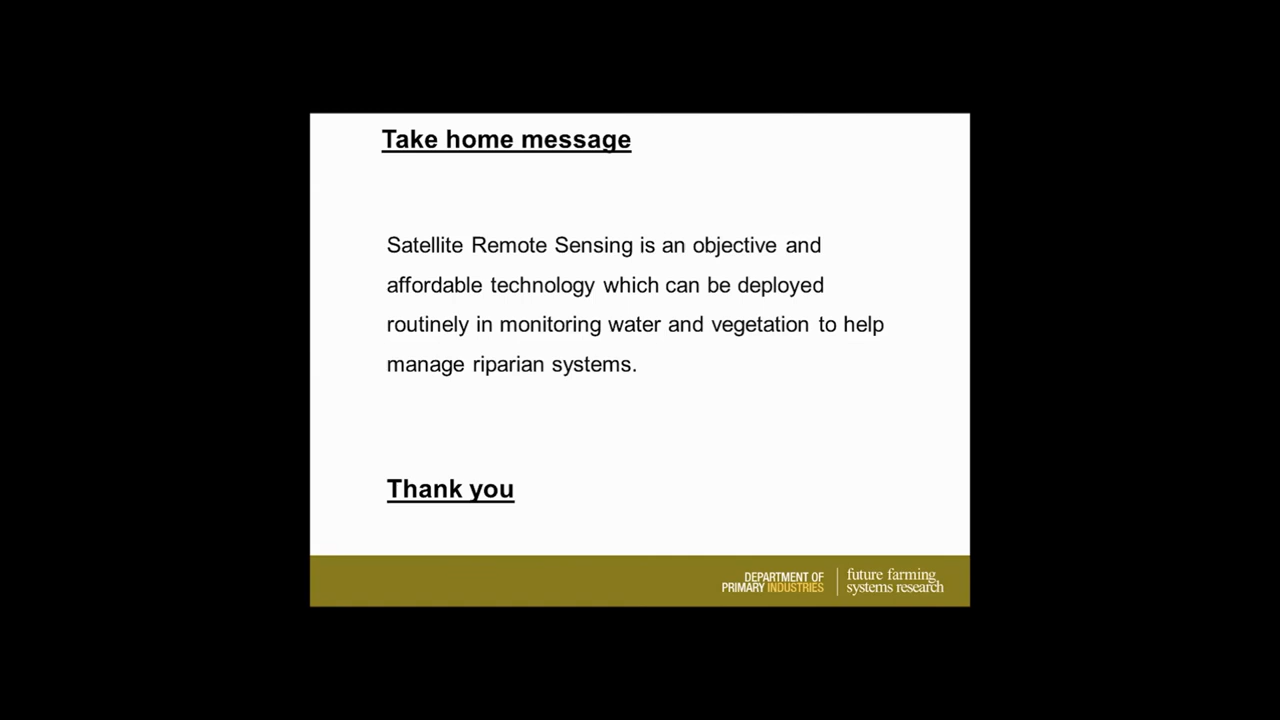 Take home message
Satellite Remote Sensing is an objective and
affordable technology which can be deployed
routinely in monitoring water and vegetation to help
manage riparian systems.
Thank you
DEPARTMENT OF
PRIMARY INDUSTRIES
future farming
systems research